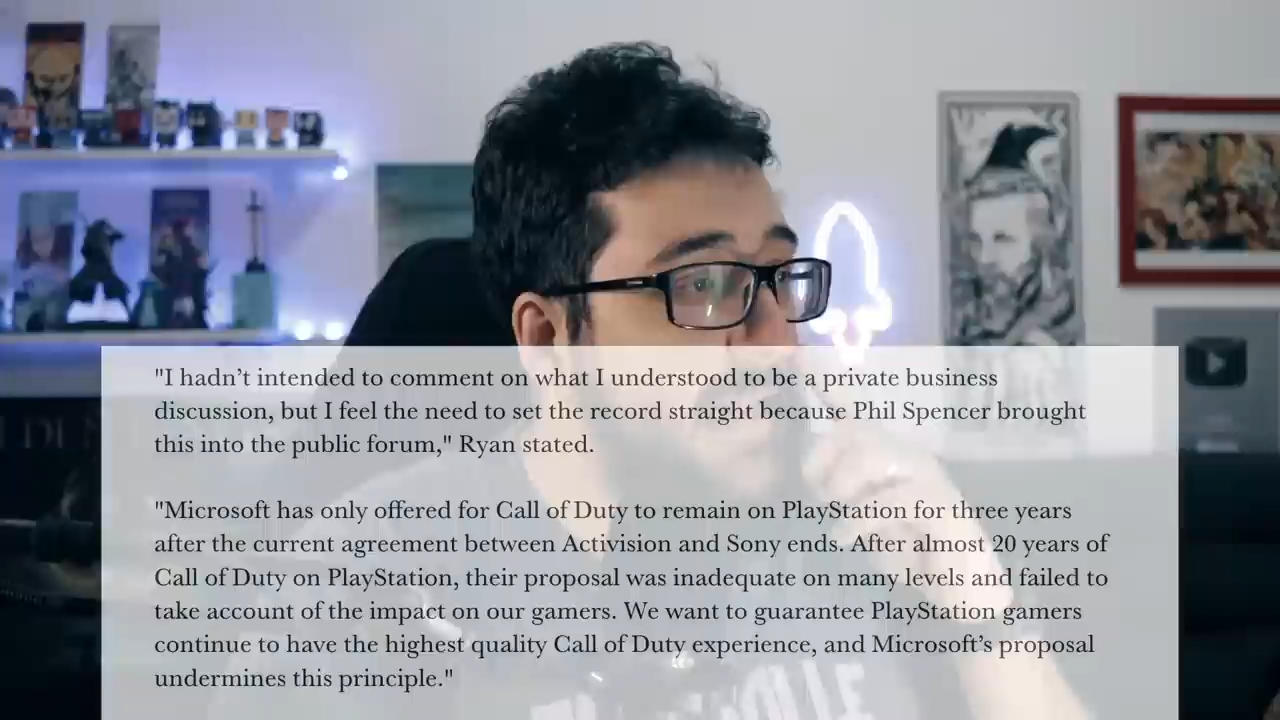 "I hadn’t intended to comment on what I understood to be a private business
discussion, but I feel the need to set the record straight because Phil Spencer brought
this into the public forum," Ryan stated.
"Microsoft has only offered for Call of Duty to remain on PlayStation for three years
after the current agreement between Activision and Sony ends. After almost 20 years of
Call of Duty on PlayStation, their proposal was inadequate on many levels and failed to
take account of the impact on our gamers. We want to guarantee PlayStation gamers
continue to have the highest quality Call of Duty experience, and Microsoft’s proposal
undermines this principle."